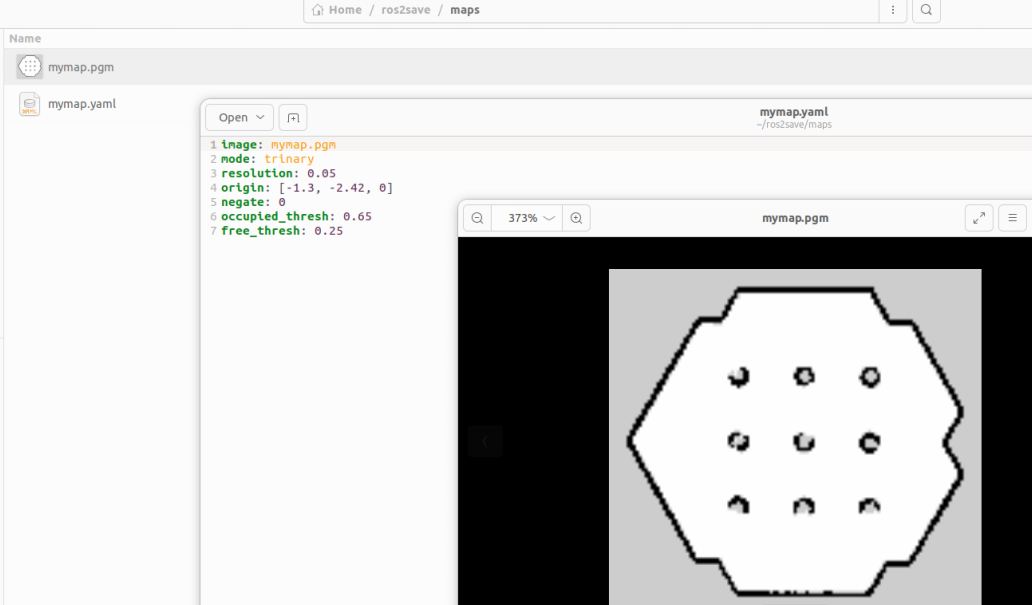 Home / ros2save / maps
Name
mymap.pgm
mymap.yaml
Open
mymap.yaml
~/ros2save/maps
1 image: mymap.pgm
2 mode: trinary
3 resolution: 0.05
4 origin: [-1.3, -2.42, 0]
5 negate: 0
6 occupied_thresh: 0.65
7 free_thresh: 0.25
373%
mymap.pgm